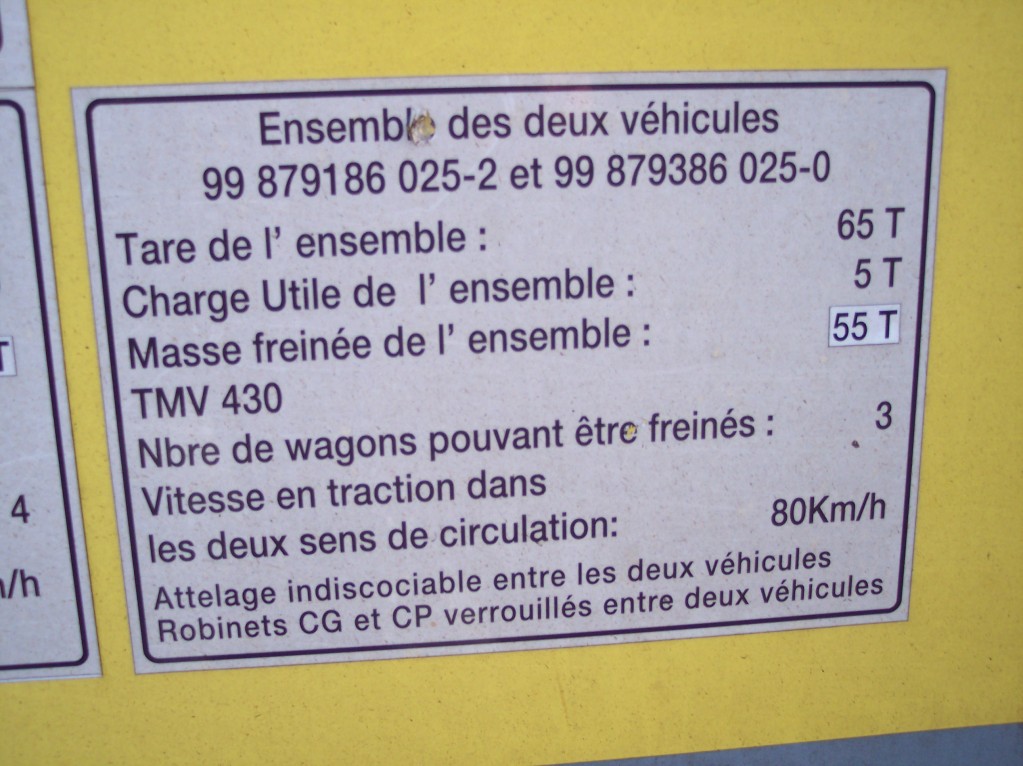 Ensemble des deux véhicules
99 879186 025-2 et 99 879386 025-0
Tare de l' ensemble : 65 T
Charge Utile de l' ensemble : 5 T
Masse freinée de l' ensemble : 55 T
TMV 430
Nbre de wagons pouvant être freinés : 3
Vitesse en traction dans
les deux sens de circulation: 80Km/h
Attelage indiscociable entre les deux véhicules
Robinets CG et CP verrouillés entre deux véhicules
T
4
/h